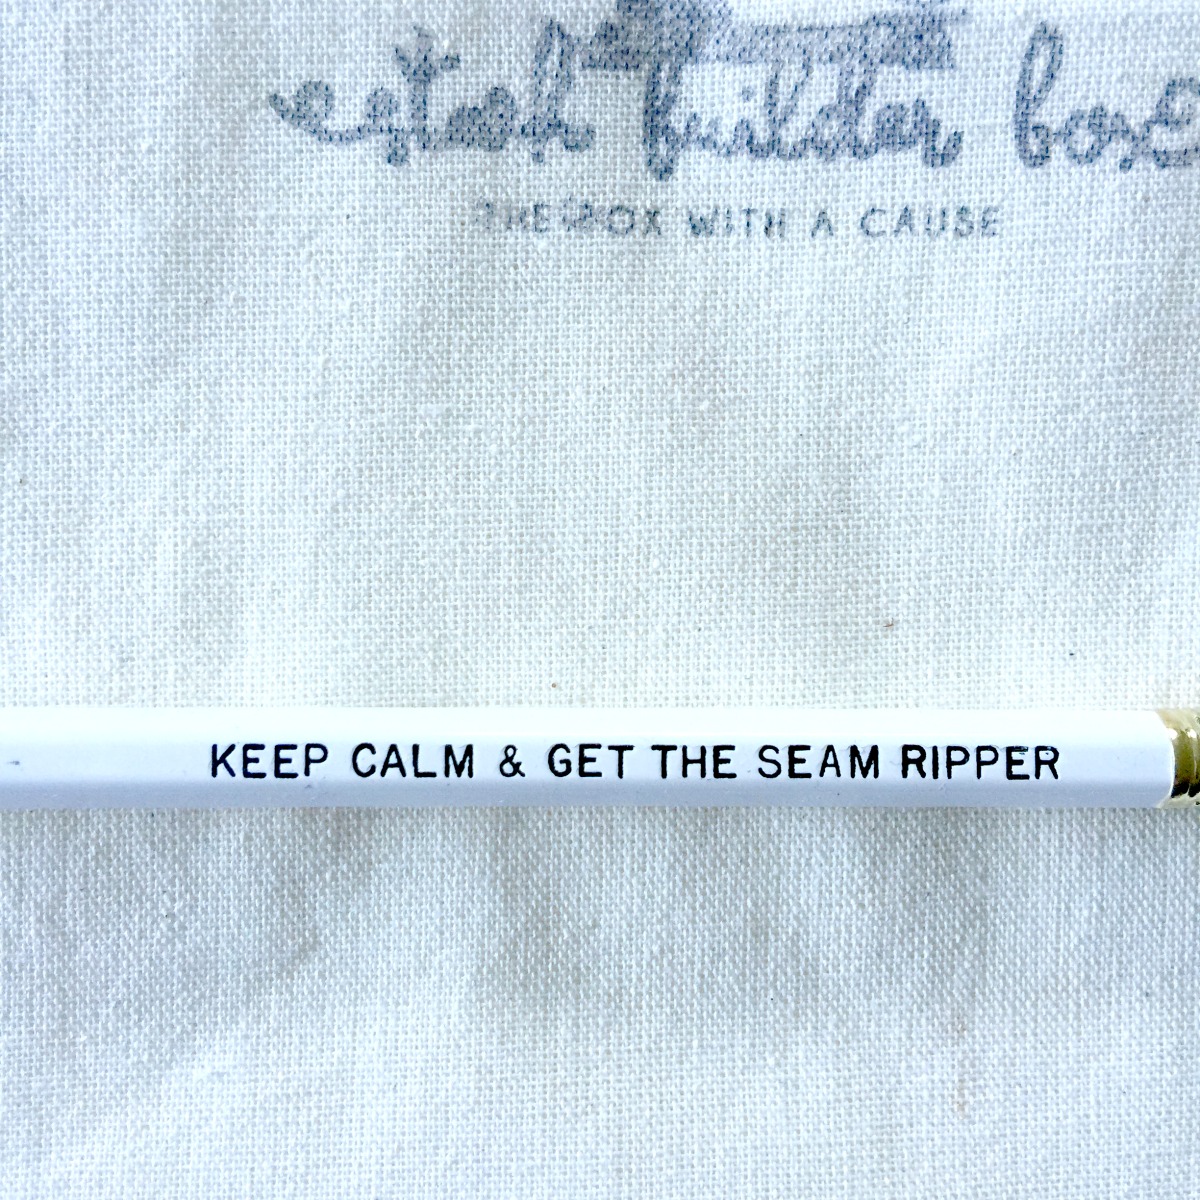 stash builder box
THE BOX WITH A CAUSE
KEEP CALM & GET THE SEAM RIPPER